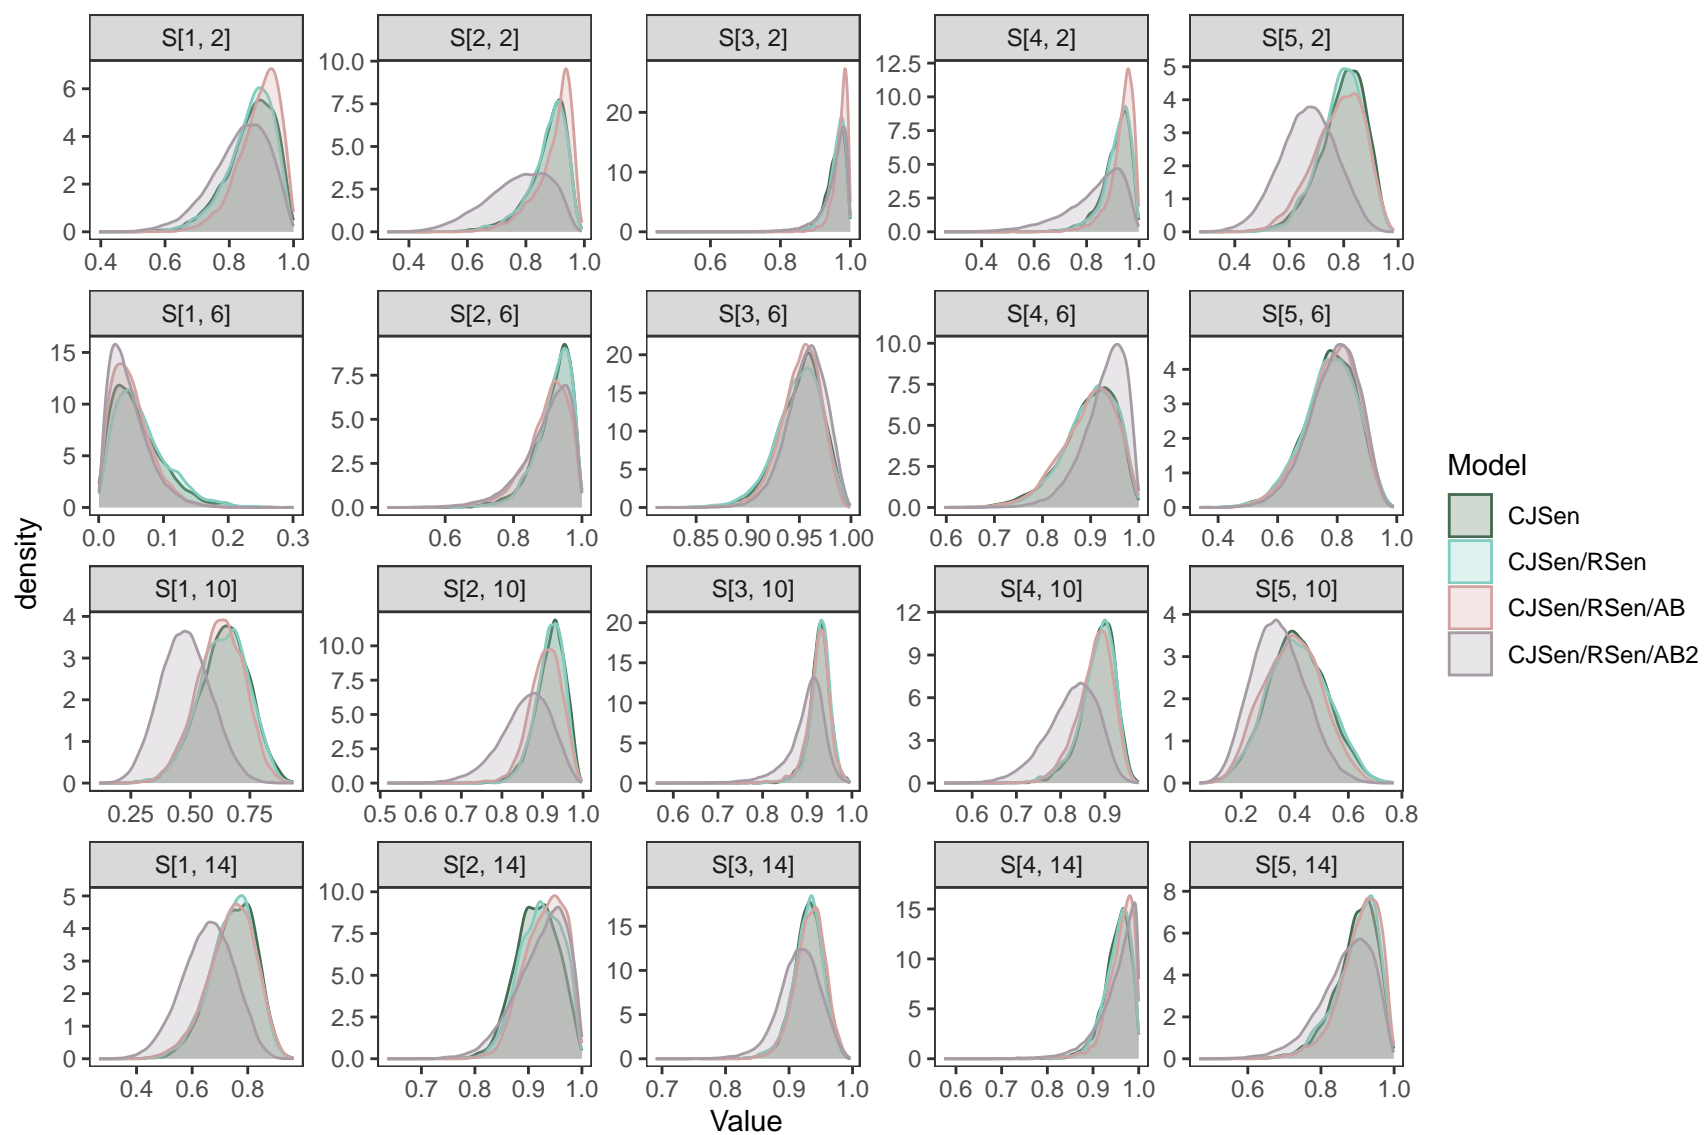 S[1, 2] S[2, 2] S[3, 2] S[4, 2] S[5, 2]
0 2 4 6
0.0 2.5 5.0 7.5 10.0
0 10 20
0.0 2.5 5.0 7.5 10.0 12.5
0 1 2 3 4 5
0.4 0.6 0.8 1.0
0.4 0.6 0.8 1.0
0.6 0.8 1.0
0.4 0.6 0.8 1.0
0.4 0.6 0.8 1.0
S[1, 6] S[2, 6] S[3, 6] S[4, 6] S[5, 6]
0 5 10 15
0.0 2.5 5.0 7.5
0 5 10 15 20
0.0 2.5 5.0 7.5 10.0
0 1 2 3 4
0.0 0.1 0.2 0.3
0.6 0.8 1.0
0.85 0.90 0.95 1.00
0.6 0.7 0.8 0.9 1.0
0.4 0.6 0.8 1.0
S[1, 10] S[2, 10] S[3, 10] S[4, 10] S[5, 10]
0 1 2 3 4
0.0 2.5 5.0 7.5 10.0
0 5 10 15 20
0 3 6 9 12
0 1 2 3 4
0.25 0.50 0.75
0.5 0.6 0.7 0.8 0.9 1.0
0.6 0.7 0.8 0.9 1.0
0.6 0.7 0.8 0.9
0.2 0.4 0.6 0.8
S[1, 14] S[2, 14] S[3, 14] S[4, 14] S[5, 14]
0 1 2 3 4 5
0.0 2.5 5.0 7.5 10.0
0 5 10 15
0 5 10 15
0 2 4 6 8
0.4 0.6 0.8
0.7 0.8 0.9 1.0
0.7 0.8 0.9 1.0
0.6 0.7 0.8 0.9 1.0
0.6 0.8 1.0
density
Value
Model
CJSen
CJSen/RSen
CJSen/RSen/AB
CJSen/RSen/AB2